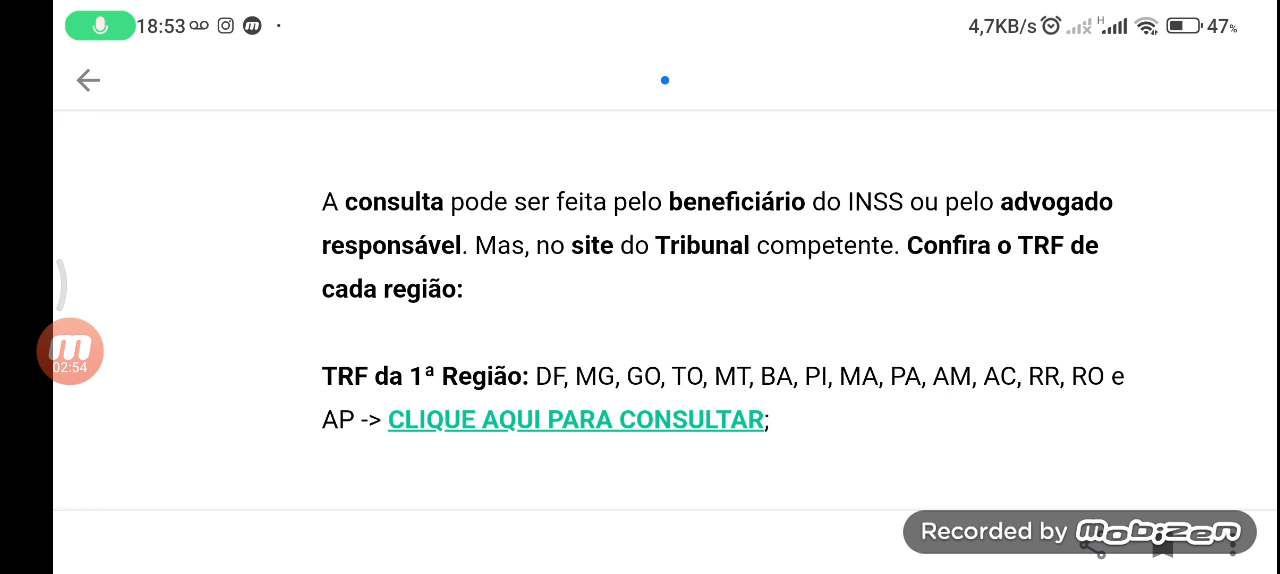 18:53
4,7KB/s H 47%
A consulta pode ser feita pelo beneficiário do INSS ou pelo advogado
responsável. Mas, no site do Tribunal competente. Confira o TRF de
cada região:
02:54
TRF da 1ª Região: DF, MG, GO, TO, MT, BA, PI, MA, PA, AM, AC, RR, RO e
AP -> CLIQUE AQUI PARA CONSULTAR;
Recorded by mobizen